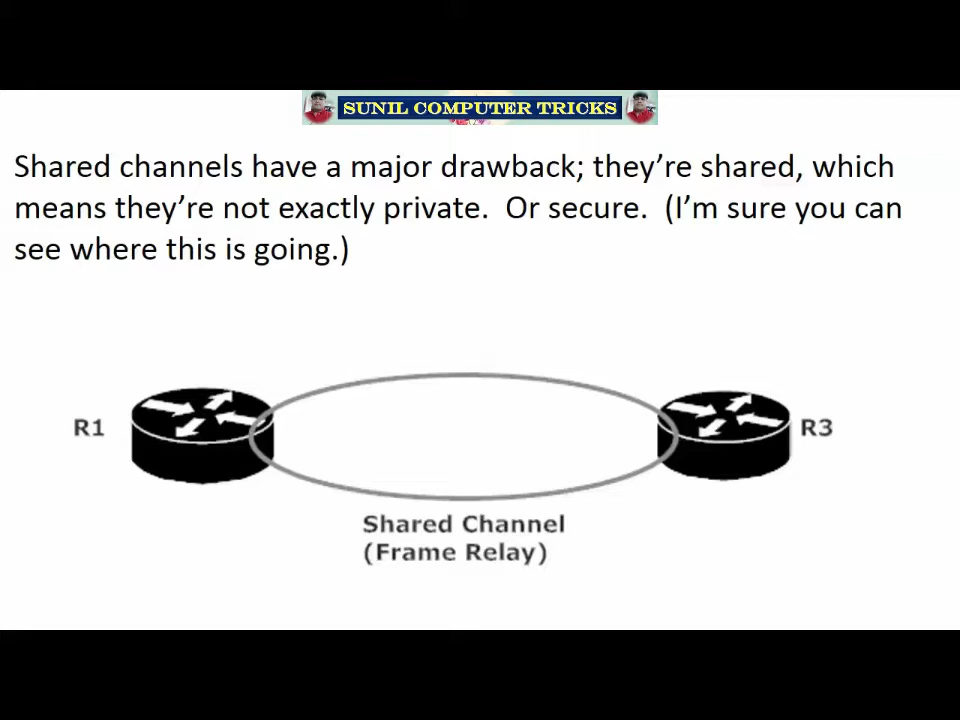 SUNIL COMPUTER TRICKS
Shared channels have a major drawback; they’re shared, which
means they’re not exactly private.  Or secure.  (I’m sure you can
see where this is going.)
R1
R3
Shared Channel
(Frame Relay)